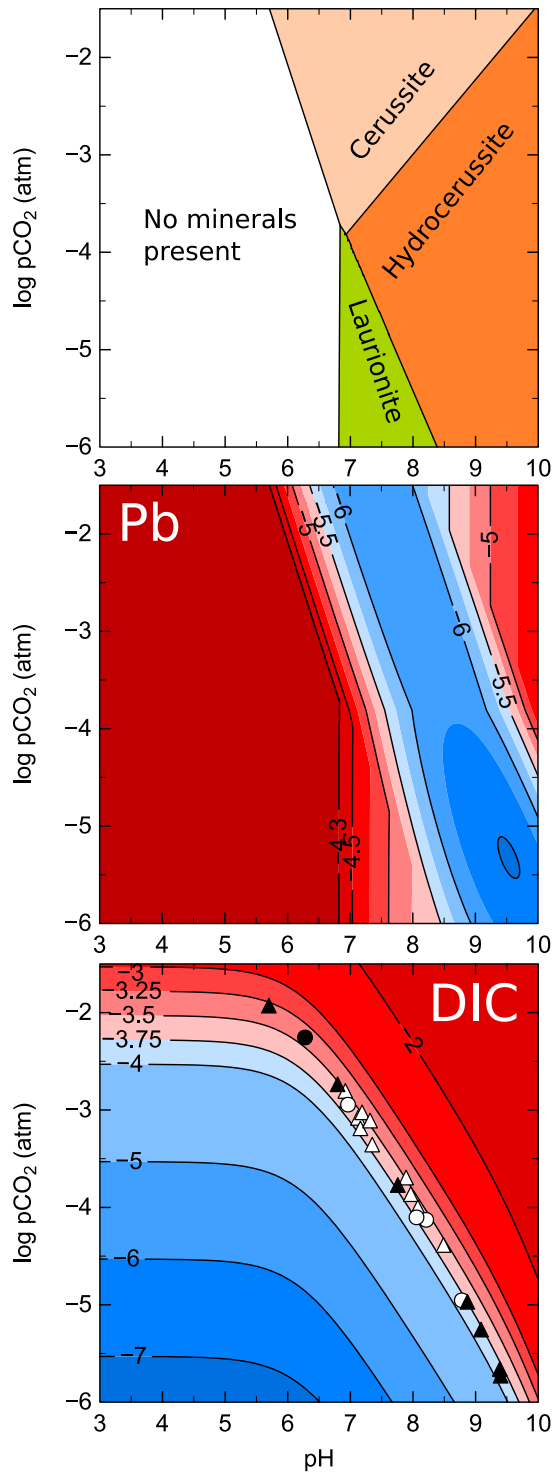 −2
−3
−4
−5
−6
log pCO₂ (atm)
Cerussite
Hydrocerussite
No minerals
present
Laurionite
3 4 5 6 7 8 9 10
Pb
−2
−3
−4
−5
−6
log pCO₂ (atm)
−5
−5.5
−6
−6
−5
−5.5
−4.3
−4.5
3 4 5 6 7 8 9 10
DIC
−2
−3
−4
−5
−6
log pCO₂ (atm)
−3
−3.25
−3.5
−3.75
−4
−5
−6
−7
−2
3 4 5 6 7 8 9 10
pH